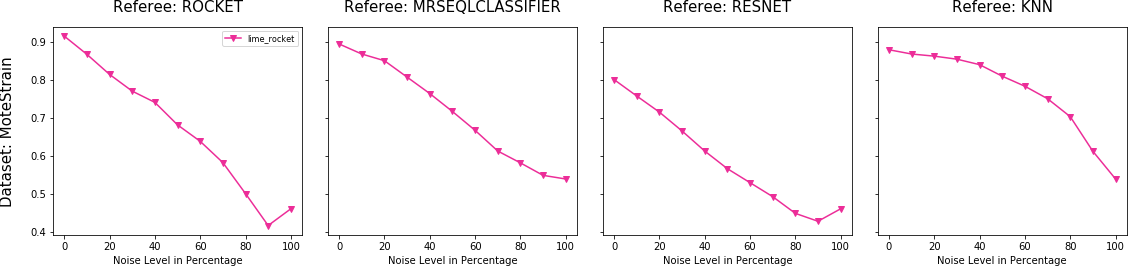 Referee: ROCKET
Referee: MRSEQLCLASSIFIER
Referee: RESNET
Referee: KNN
Dataset: MoteStrain
0.9
0.8
0.7
0.6
0.5
0.4
lime_rocket
0 20 40 60 80 100
0 20 40 60 80 100
0 20 40 60 80 100
0 20 40 60 80 100
Noise Level in Percentage
Noise Level in Percentage
Noise Level in Percentage
Noise Level in Percentage